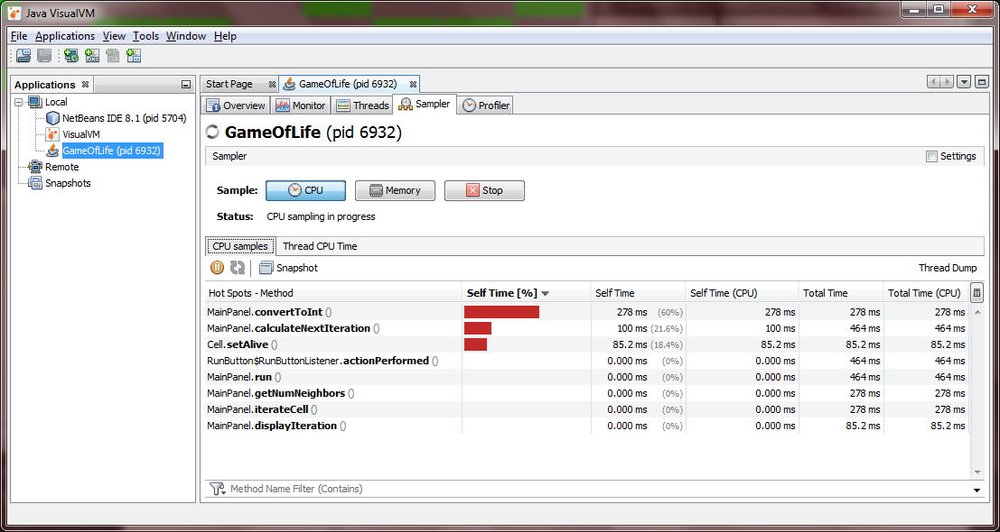 Java VisualVM
File Applications View Tools Window Help
Applications
Local
NetBeans IDE 8.1 (pid 5704)
VisualVM
GameOfLife (pid 6932)
Remote
Snapshots
Start Page GameOfLife (pid 6932)
Overview Monitor Threads Sampler Profiler
GameOfLife (pid 6932)
Sampler Settings
Sample: CPU Memory Stop
Status: CPU sampling in progress
CPU samples Thread CPU Time
Snapshot Thread Dump
Hot Spots - Method Self Time [%] Self Time Self Time (CPU) Total Time Total Time (CPU)
MainPanel.convertToInt () 278 ms (60%) 278 ms 278 ms 278 ms
MainPanel.calculateNextIteration () 100 ms (21.6%) 100 ms 464 ms 464 ms
Cell.setAlive () 85.2 ms (18.4%) 85.2 ms 85.2 ms 85.2 ms
RunButton$RunButtonListener.actionPerformed () 0.000 ms (0%) 0.000 ms 464 ms 464 ms
MainPanel.run () 0.000 ms (0%) 0.000 ms 464 ms 464 ms
MainPanel.getNumNeighbors () 0.000 ms (0%) 0.000 ms 278 ms 278 ms
MainPanel.iterateCell () 0.000 ms (0%) 0.000 ms 278 ms 278 ms
MainPanel.displayIteration () 0.000 ms (0%) 0.000 ms 85.2 ms 85.2 ms
Method Name Filter (Contains)